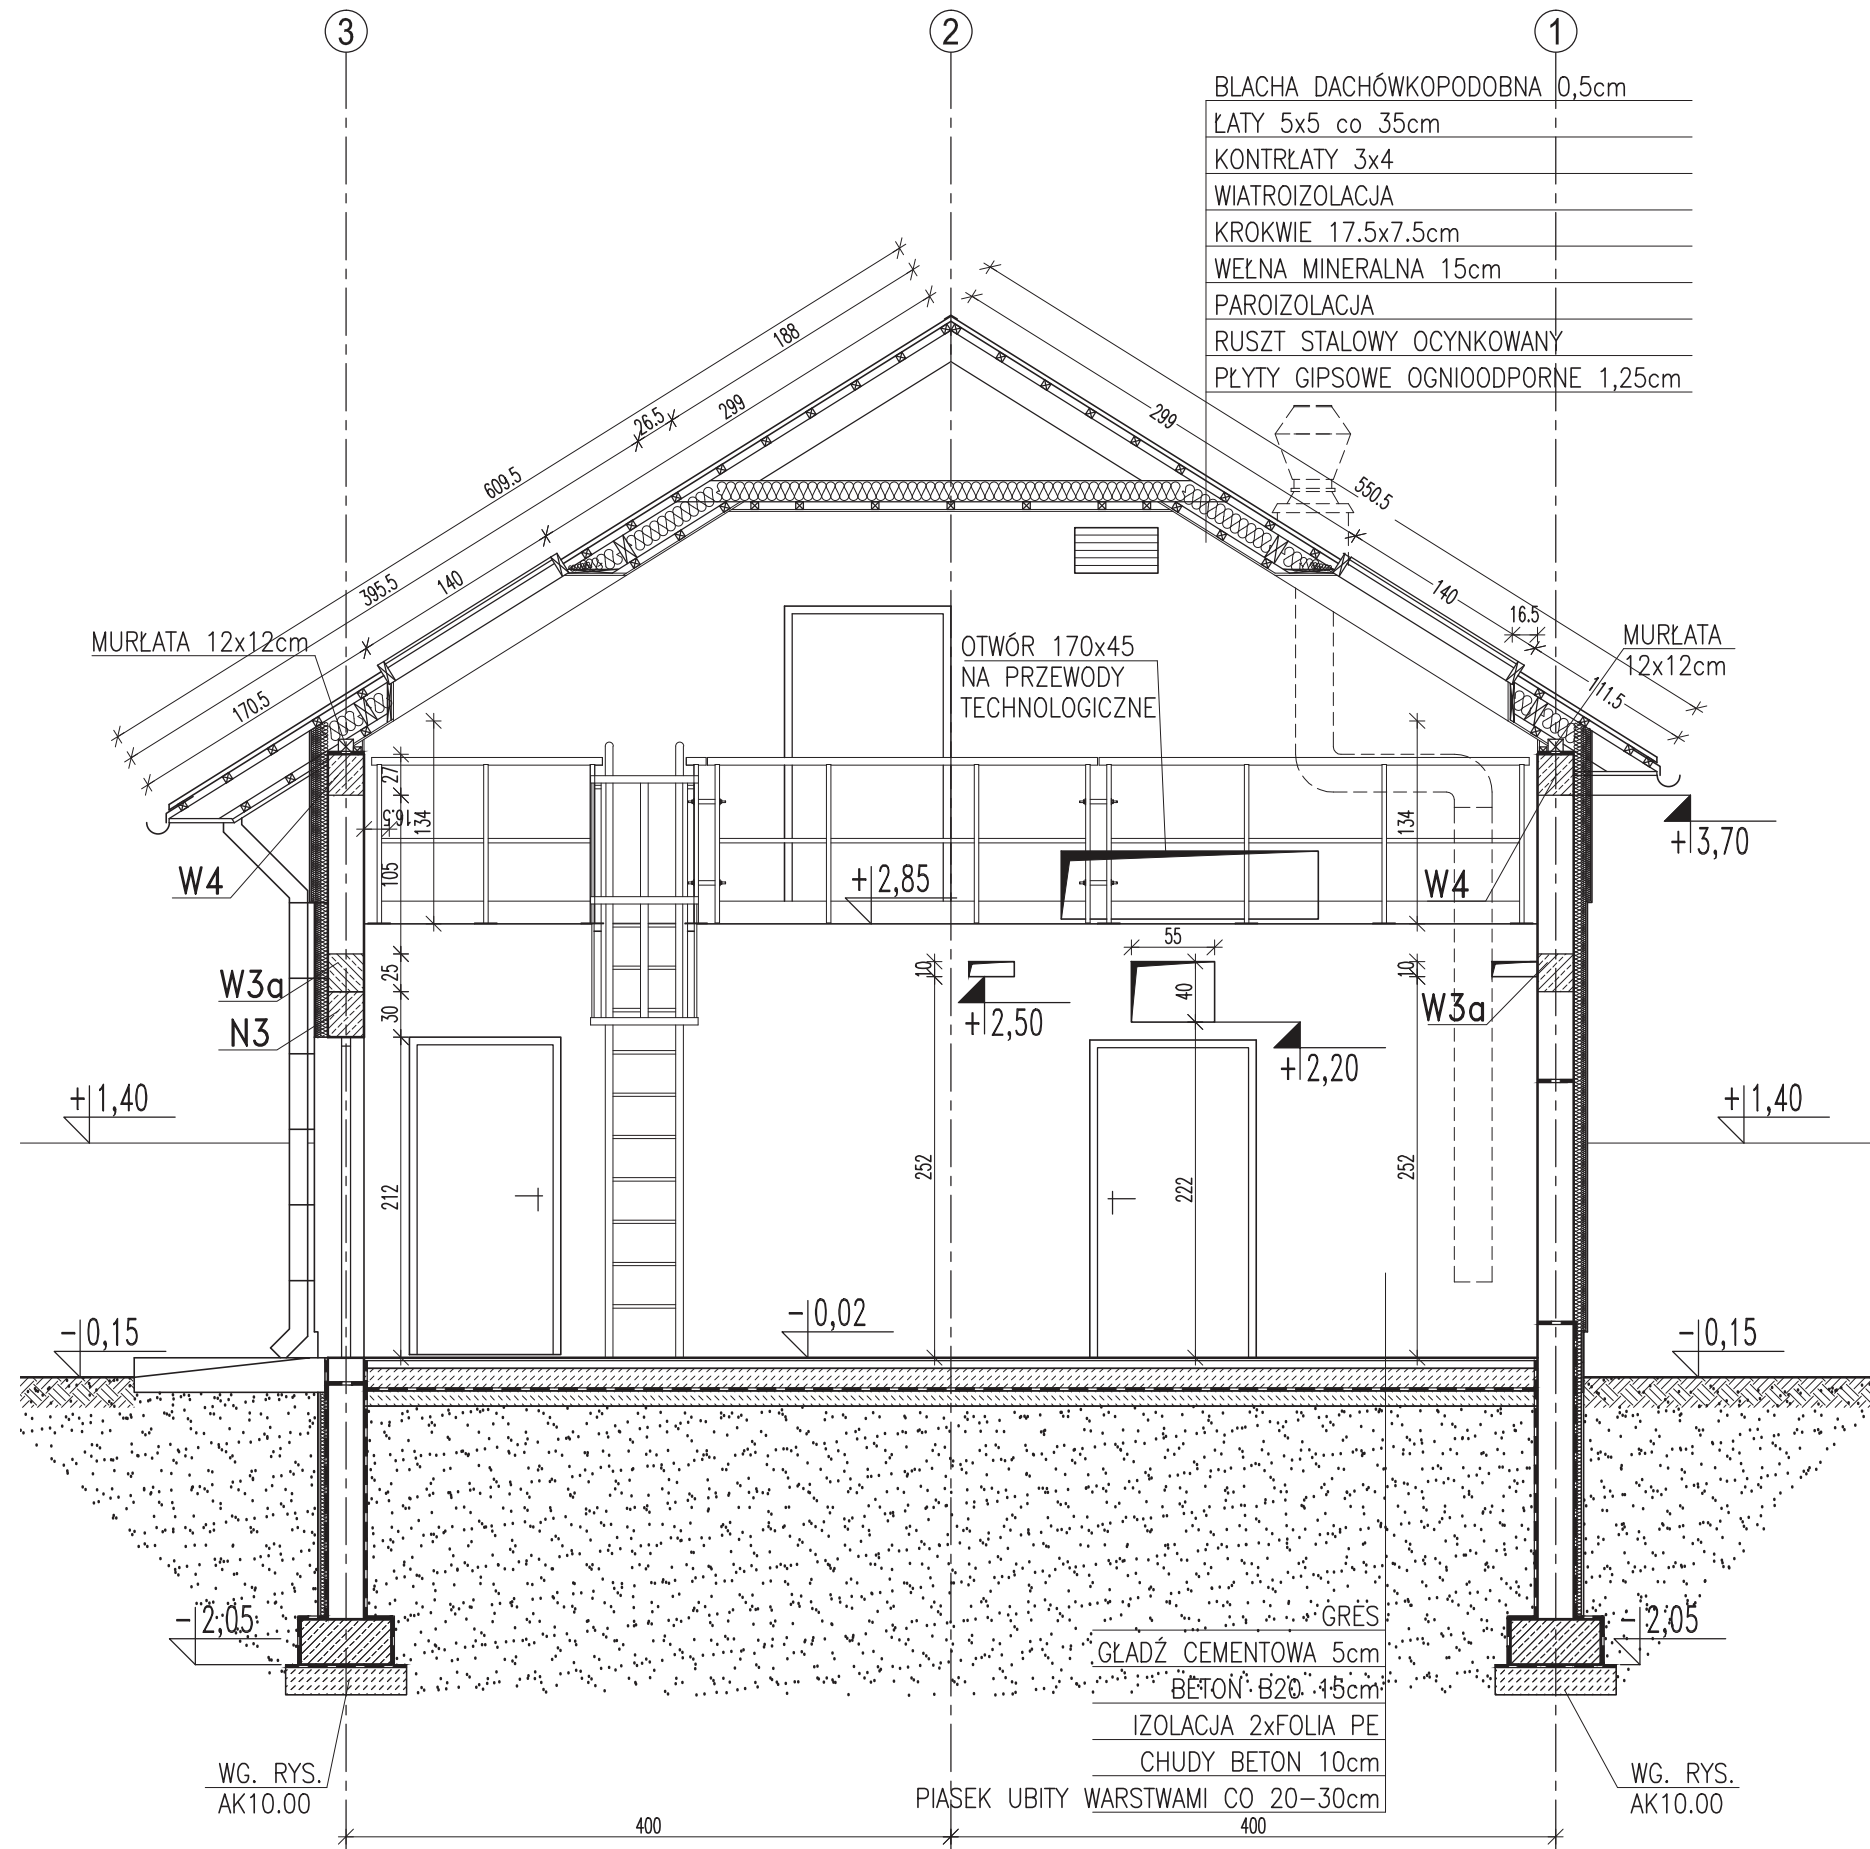 3
2
1
BLACHA DACHÓWKOPODOBNA 0,5cm
ŁATY 5x5 co 35cm
KONTRŁATY 3x4
WIATROIZOLACJA
KROKWIE 17.5x7.5cm
WEŁNA MINERALNA 15cm
PAROIZOLACJA
RUSZT STALOWY OCYNKOWANY
PŁYTY GIPSOWE OGNIOODPORNE 1,25cm
188
26.5
299
609.5
395.5
140
170.5
299
550.5
140
16.5
111.5
MURŁATA 12x12cm
MURŁATA
12x12cm
OTWÓR 170x45
NA PRZEWODY
TECHNOLOGICZNE
27
16.5
134
105
134
+3,70
W4
+2,85
W4
55
W3a
25
10
40
10
W3a
N3
30
+2,50
+2,20
+1,40
+1,40
212
252
222
252
-0,15
-0,02
-0,15
-2,05
-2,05
GRES
GŁADŹ CEMENTOWA 5cm
BETON B20 15cm
IZOLACJA 2xFOLIA PE
CHUDY BETON 10cm
PIASEK UBITY WARSTWAMI CO 20-30cm
WG. RYS.
AK10.00
WG. RYS.
AK10.00
400
400